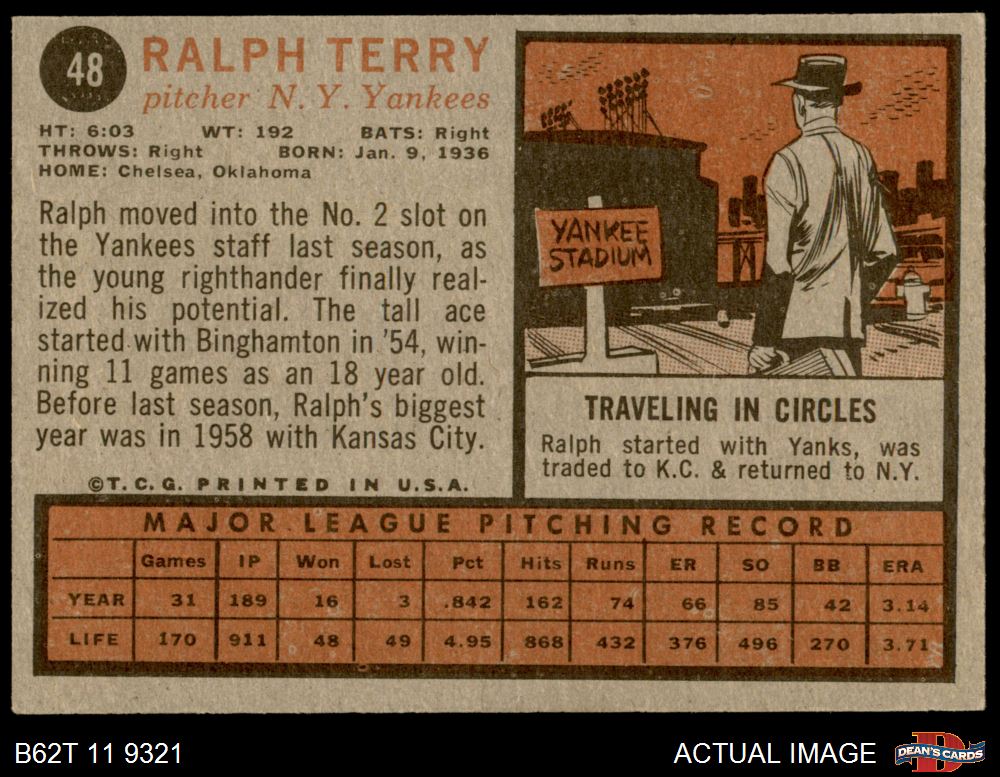 48
RALPH TERRY
pitcher N. Y. Yankees
HT: 6:03 WT: 192 BATS: Right
THROWS: Right BORN: Jan. 9, 1936
HOME: Chelsea, Oklahoma
Ralph moved into the No. 2 slot on
the Yankees staff last season, as
the young righthander finally real-
ized his potential. The tall ace
started with Binghamton in '54, win-
ning 11 games as an 18 year old.
Before last season, Ralph's biggest
year was in 1958 with Kansas City.
©T. C. G. PRINTED IN U.S.A.
YANKEE
STADIUM
TRAVELING IN CIRCLES
Ralph started with Yanks, was
traded to K.C. & returned to N.Y.
MAJOR LEAGUE PITCHING RECORD
Games IP Won Lost Pct Hits Runs ER SO BB ERA
YEAR 31 189 16 3 .842 162 74 66 85 42 3.14
LIFE 170 911 48 49 4.95 868 432 376 496 270 3.71
B62T 11 9321
ACTUAL IMAGE
DEAN'S CARDS